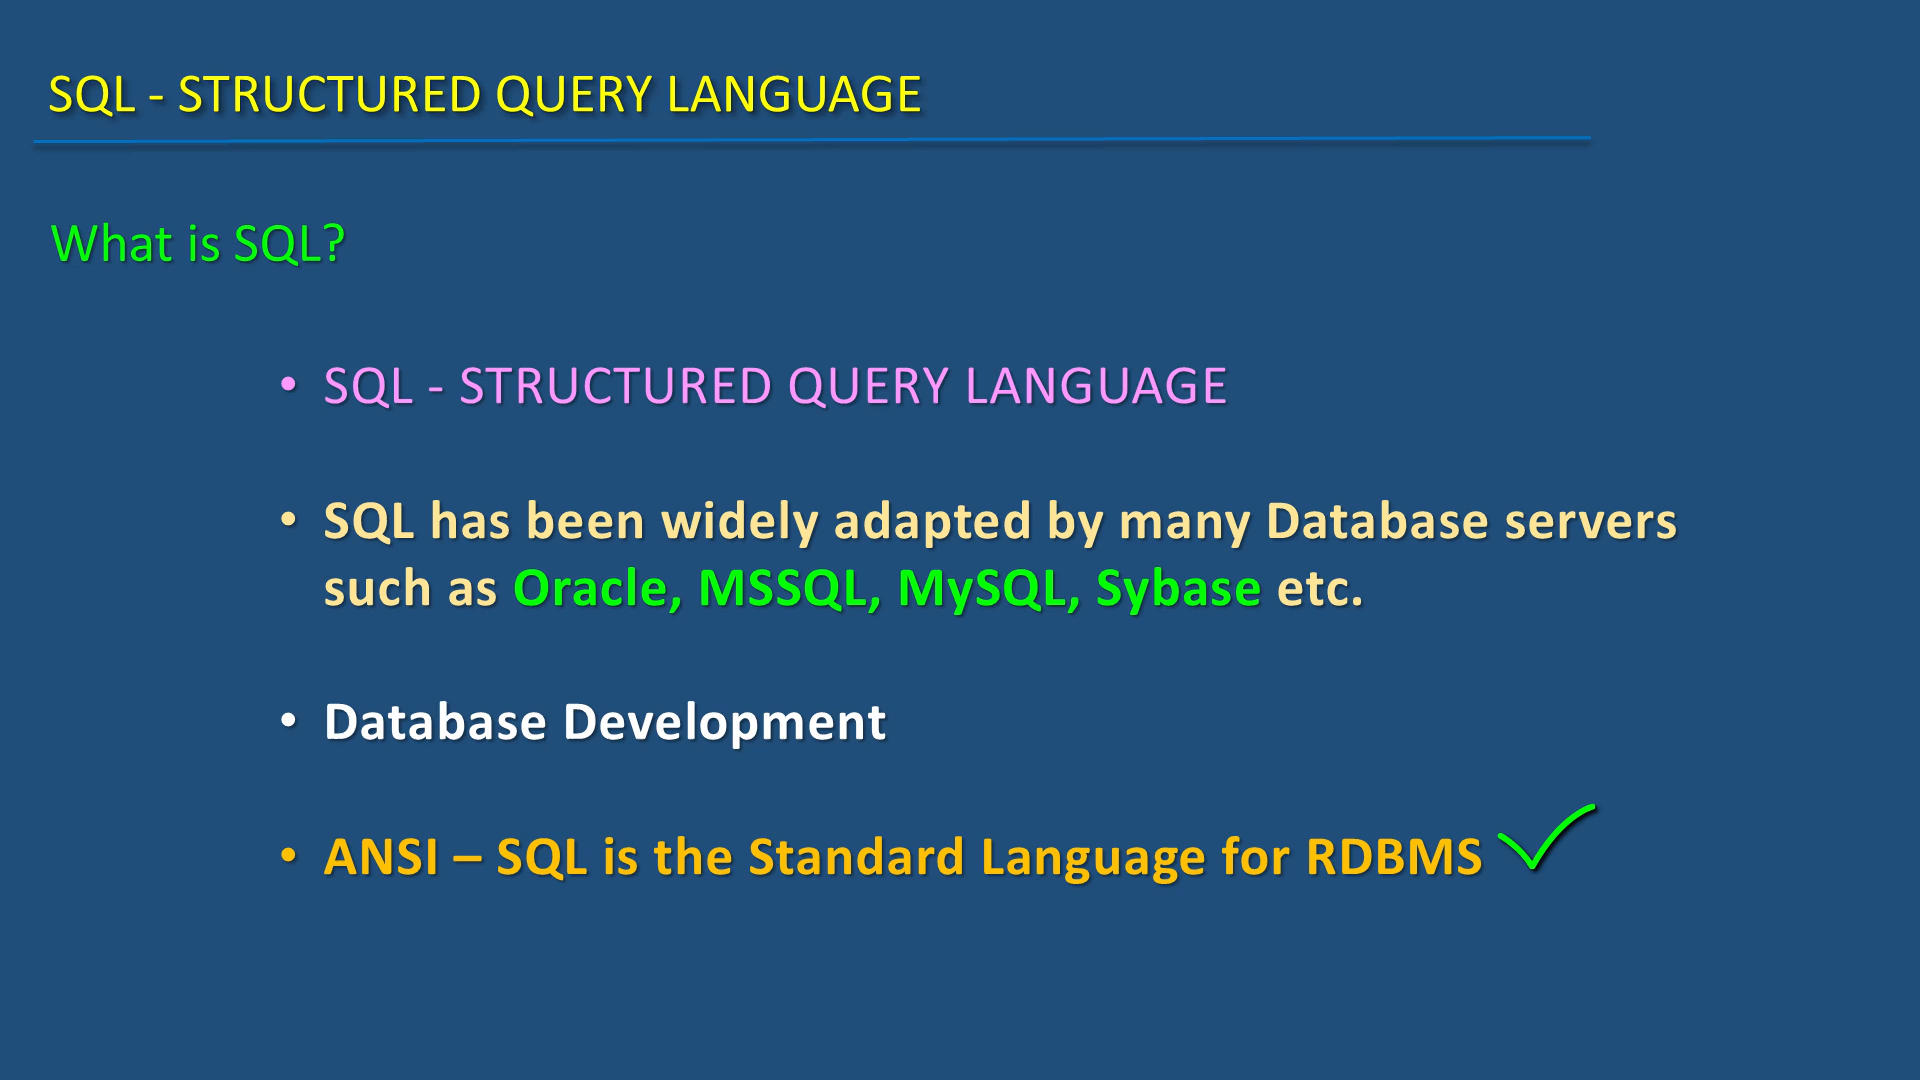 SQL - STRUCTURED QUERY LANGUAGE
What is SQL?
• SQL - STRUCTURED QUERY LANGUAGE
• SQL has been widely adapted by many Database servers
such as Oracle, MSSQL, MySQL, Sybase etc.
• Database Development
• ANSI – SQL is the Standard Language for RDBMS